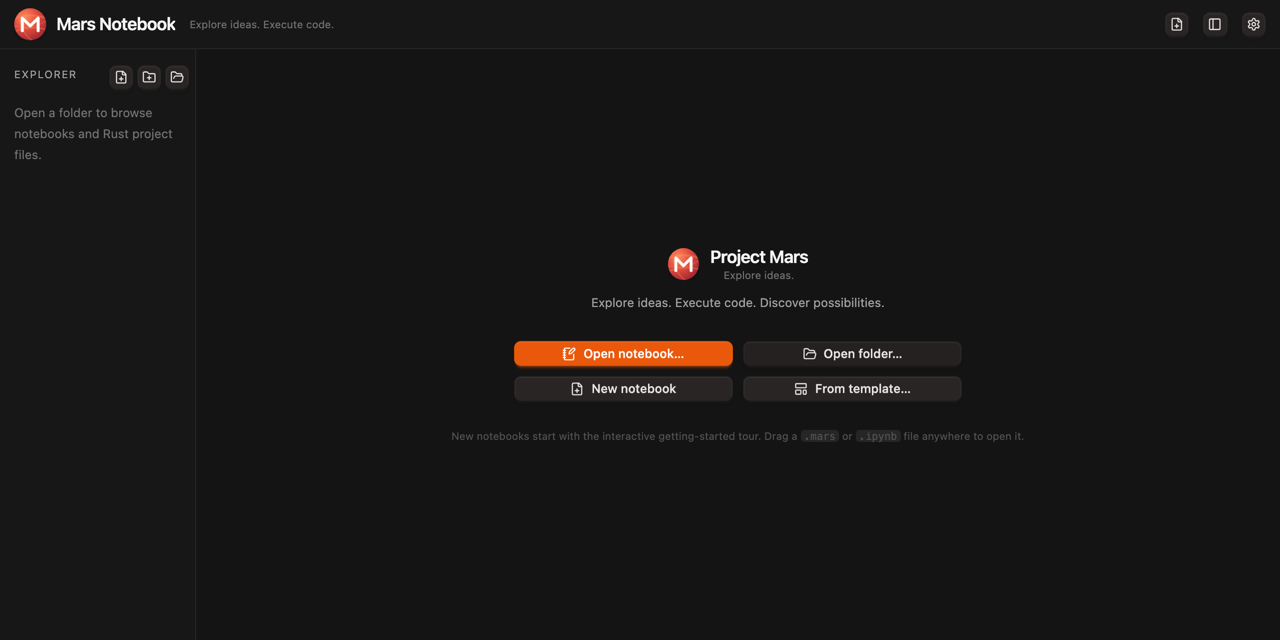 Mars Notebook Explore ideas. Execute code.
EXPLORER
Open a folder to browse
notebooks and Rust project
files.
Project Mars
Explore ideas.
Explore ideas. Execute code. Discover possibilities.
Open notebook... Open folder...
New notebook From template...
New notebooks start with the interactive getting-started tour. Drag a .mars or .ipynb file anywhere to open it.